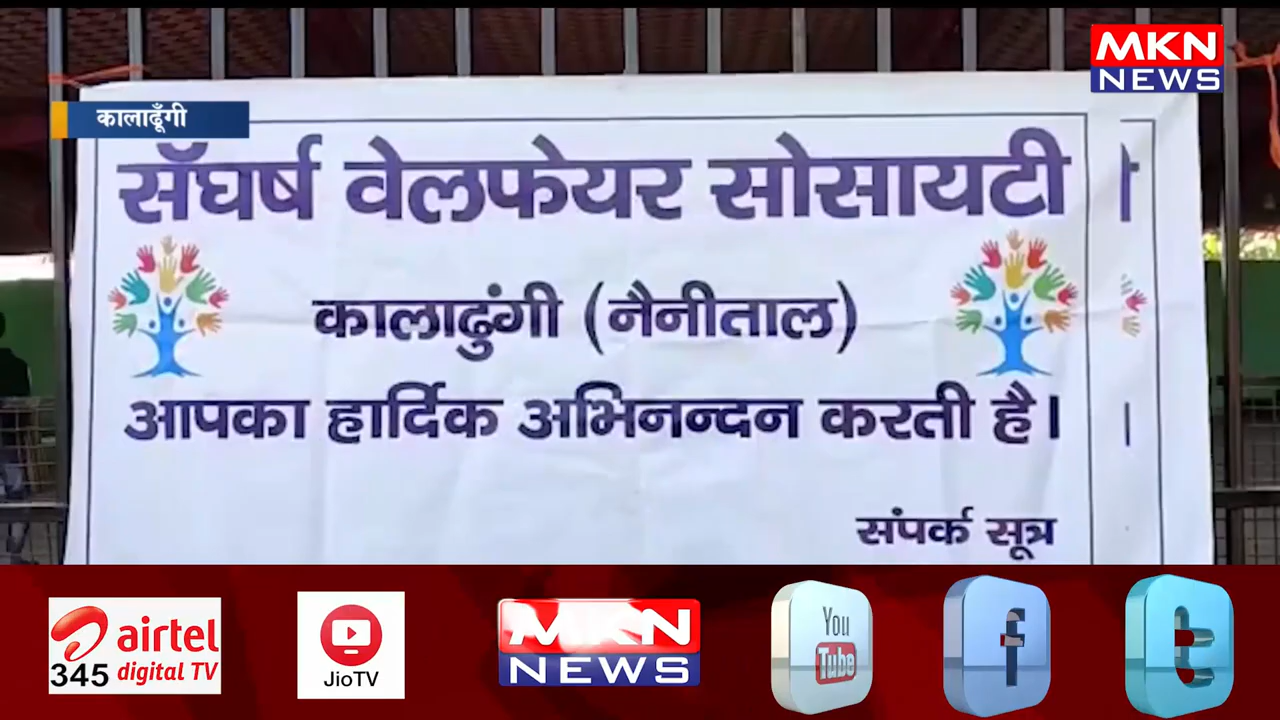 MKN
NEWS
कालाढूँगी
सॅघर्ष वेलफेयर सोसायटी
कालाढुंगी (नैनीताल)
आपका हार्दिक अभिनन्दन करती है।
संपर्क सूत्र
airtel
345 digital TV
JioTV
MKN
NEWS
You
Tube